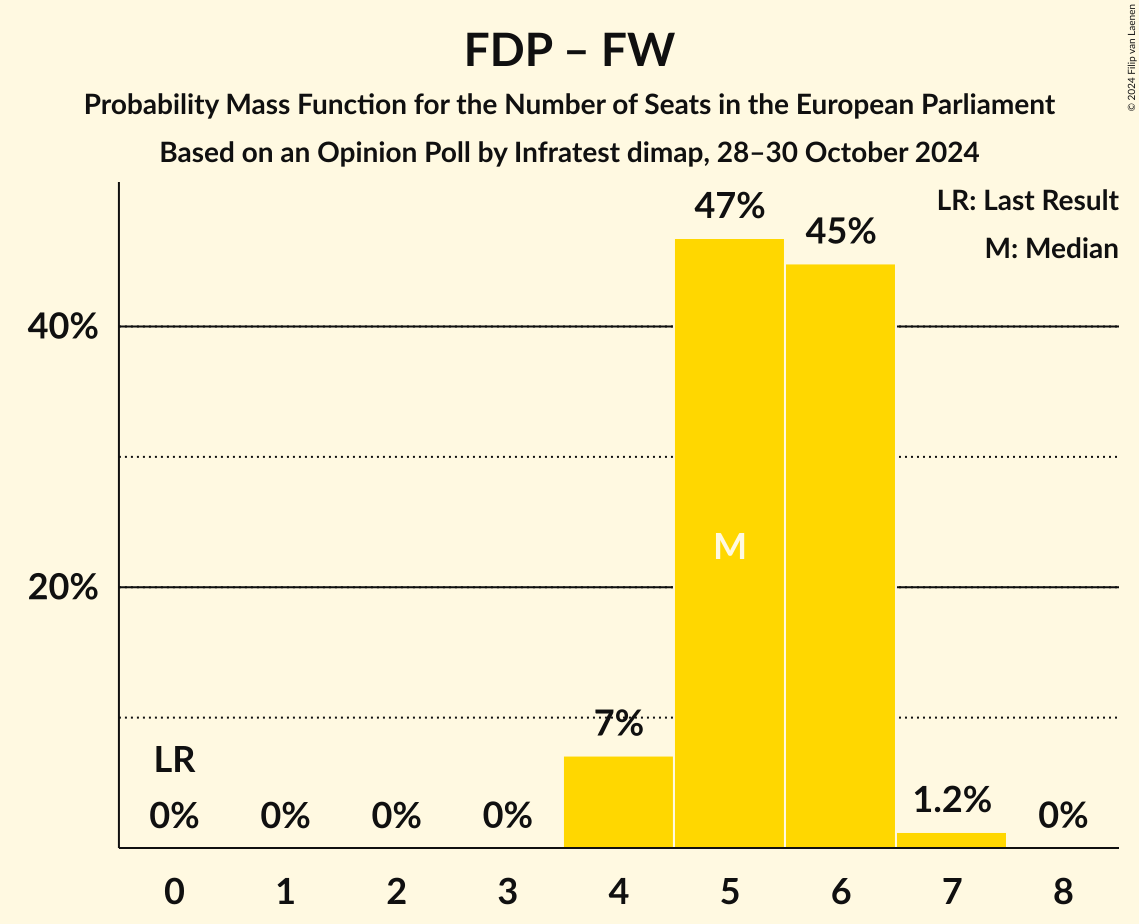 FDP – FW
Probability Mass Function for the Number of Seats in the European Parliament
Based on an Opinion Poll by Infratest dimap, 28–30 October 2024
© 2024 Filip van Laenen
LR: Last Result
M: Median
47%
45%
40%
M
20%
7%
LR
0%
0%
0%
0%
1.2%
0%
0 1 2 3 4 5 6 7 8